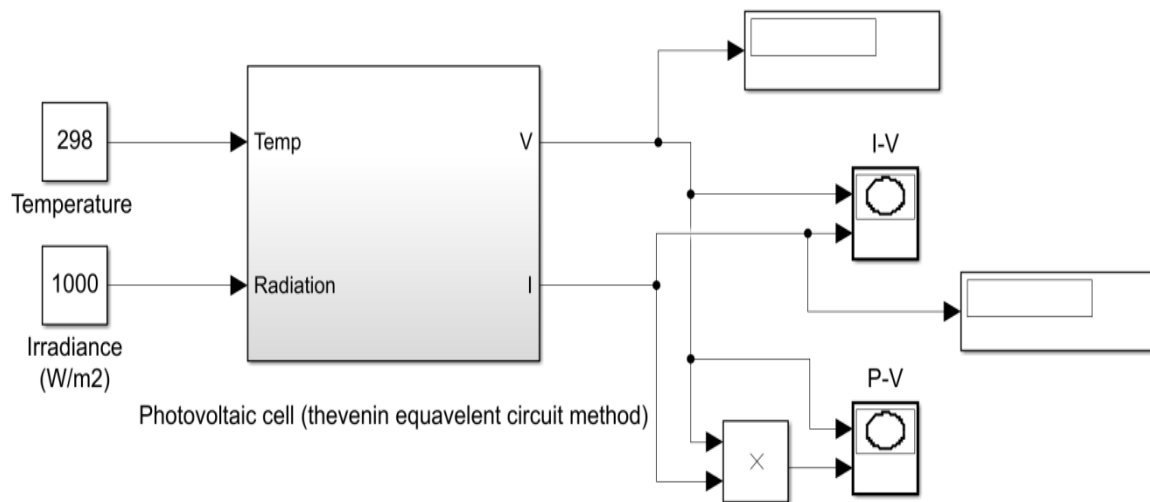 298
Temperature
1000
Irradiance
(W/m2)
Temp
Radiation
V
I
Photovoltaic cell (thevenin equavelent circuit method)
I-V
P-V
×